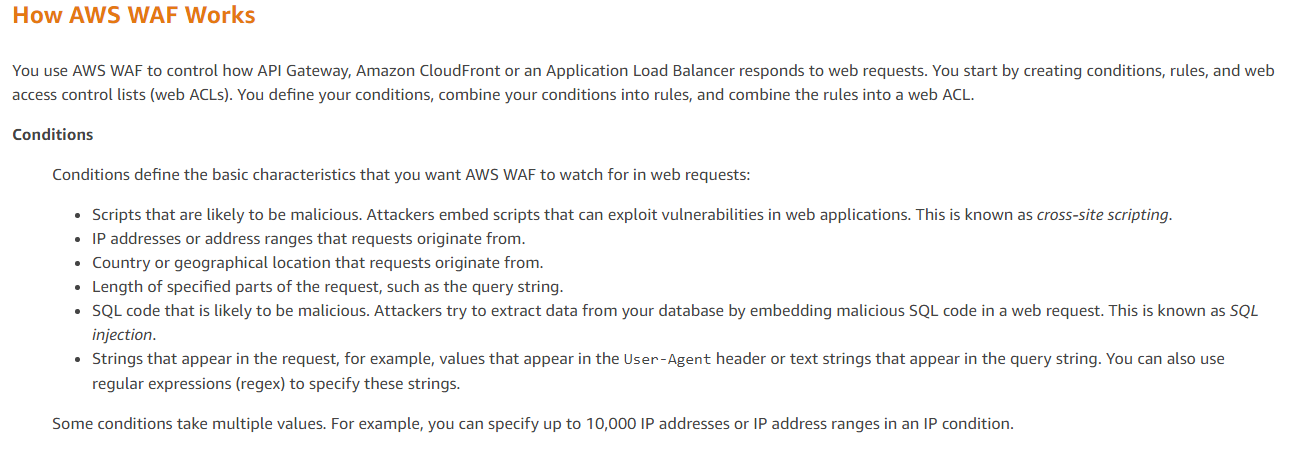 How AWS WAF Works
You use AWS WAF to control how API Gateway, Amazon CloudFront or an Application Load Balancer responds to web requests. You start by creating conditions, rules, and web
access control lists (web ACLs). You define your conditions, combine your conditions into rules, and combine the rules into a web ACL.
Conditions
Conditions define the basic characteristics that you want AWS WAF to watch for in web requests:
• Scripts that are likely to be malicious. Attackers embed scripts that can exploit vulnerabilities in web applications. This is known as cross-site scripting.
• IP addresses or address ranges that requests originate from.
• Country or geographical location that requests originate from.
• Length of specified parts of the request, such as the query string.
• SQL code that is likely to be malicious. Attackers try to extract data from your database by embedding malicious SQL code in a web request. This is known as SQL
injection.
• Strings that appear in the request, for example, values that appear in the User-Agent header or text strings that appear in the query string. You can also use
regular expressions (regex) to specify these strings.
Some conditions take multiple values. For example, you can specify up to 10,000 IP addresses or IP address ranges in an IP condition.